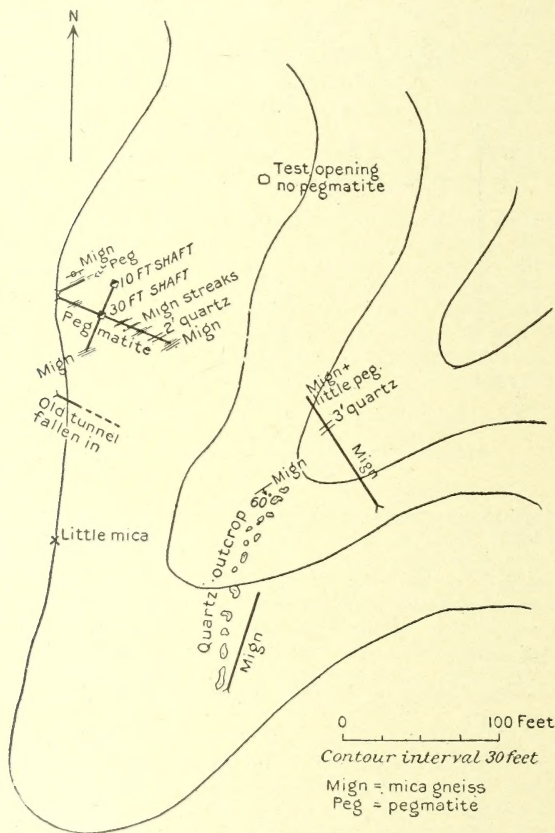 N
Test opening
no pegmatite
Mign
Peg
10 FT SHAFT
30 FT SHAFT
Mign streaks
2' quartz
Mign
Pegmatite
Mign
Old tunnel
fallen in
Mign+
little peg.
3' quartz
Mign
Mign
60°
Little mica
Quartz outcrop
Mign
0 100 Feet
Contour interval 30 feet
Mign = mica gneiss
Peg = pegmatite